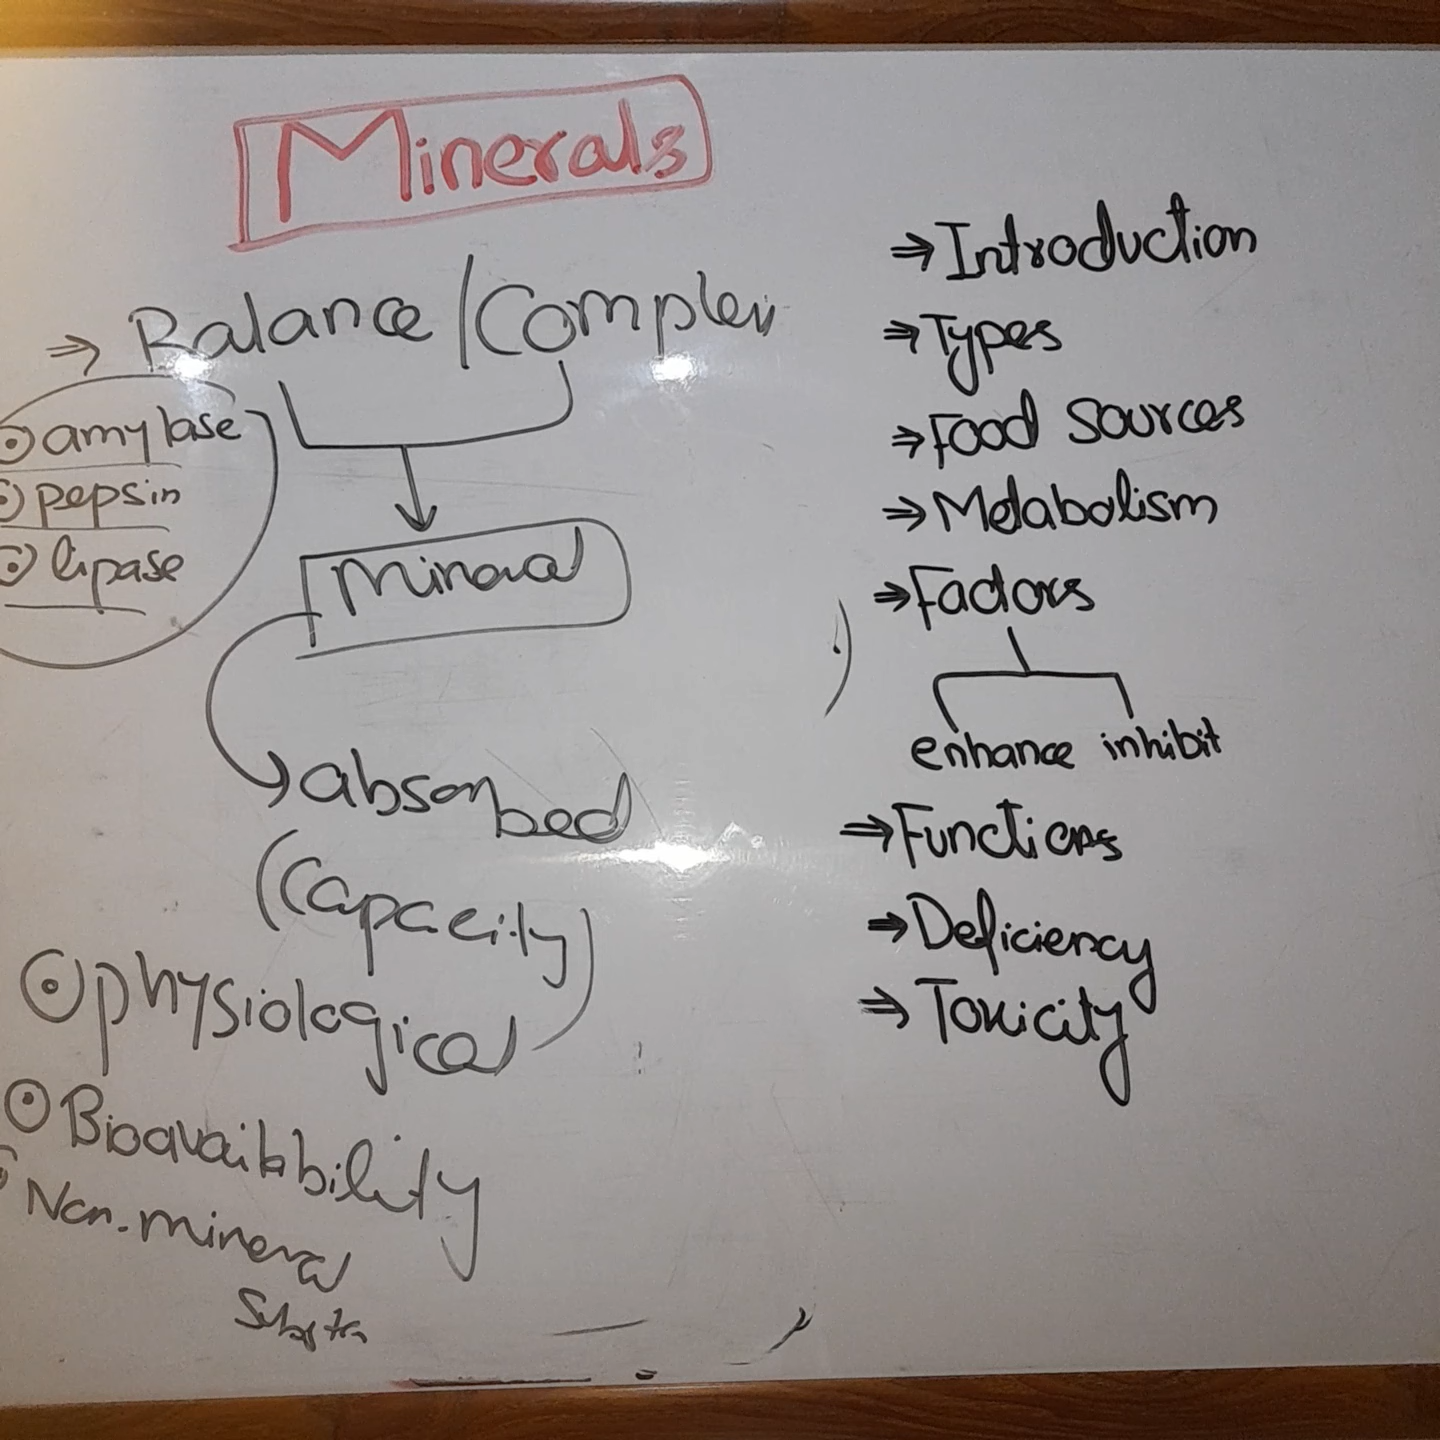 Minerals
⇒ Balance / Complex
⊙ amylase
⊙ pepsin
⊙ lipase
Mineral
absorbed
(Capacity)
⊙ physiological
⊙ Bioavailability
Non-mineral
⇒ Introduction
⇒ Types
⇒ Food Sources
⇒ Metabolism
⇒ Factors
enhance inhibit
⇒ Functions
⇒ Deficiency
⇒ Toxicity